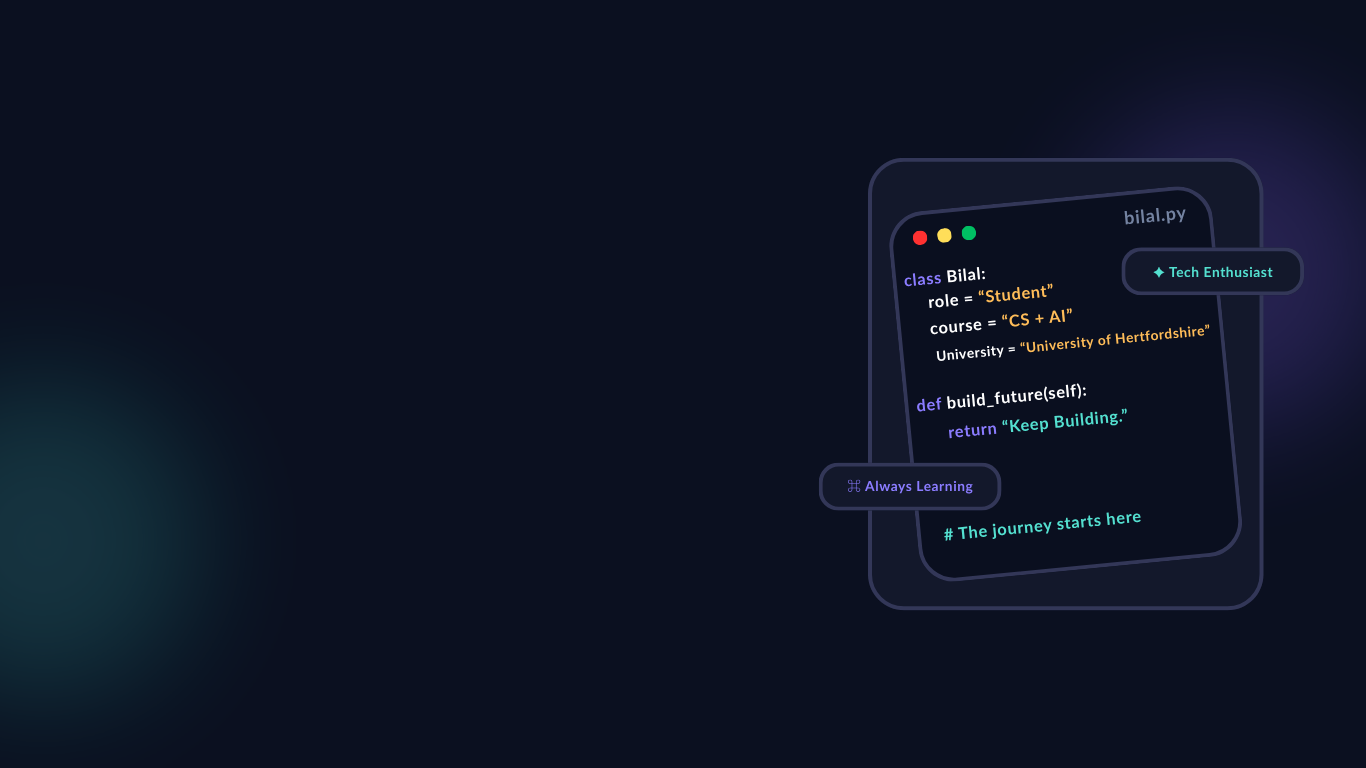 bilal.py
✦ Tech Enthusiast
class Bilal:
role = “Student”
course = “CS + AI”
University = “University of Hertfordshire”
def build_future(self):
return “Keep Building.”
⌘ Always Learning
# The journey starts here